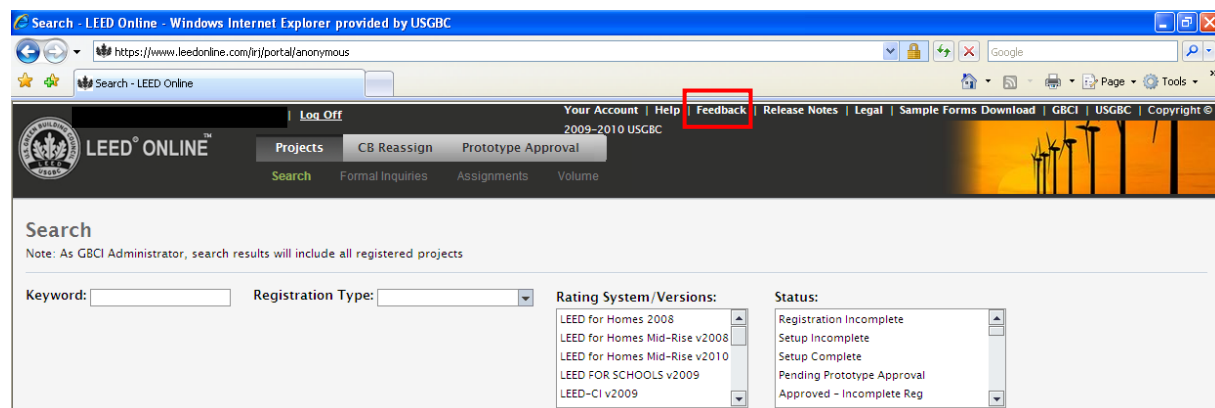 Search - LEED Online - Windows Internet Explorer provided by USGBC
https://www.leedonline.com/irj/portal/anonymous
Google
Search - LEED Online
Page Tools
Log Off
Your Account | Help | Feedback | Release Notes | Legal | Sample Forms Download | GBCI | USGBC | Copyright ©
2009-2010 USGBC
LEED® ONLINE™
Projects CB Reassign Prototype Approval
Search Formal Inquiries Assignments Volume
Search
Note: As GBCI Administrator, search results will include all registered projects
Keyword: Registration Type: Rating System/Versions: Status:
LEED for Homes 2008 Registration Incomplete
LEED for Homes Mid-Rise v2008 Setup Incomplete
LEED for Homes Mid-Rise v2010 Setup Complete
LEED FOR SCHOOLS v2009 Pending Prototype Approval
LEED-CI v2009 Approved - Incomplete Reg